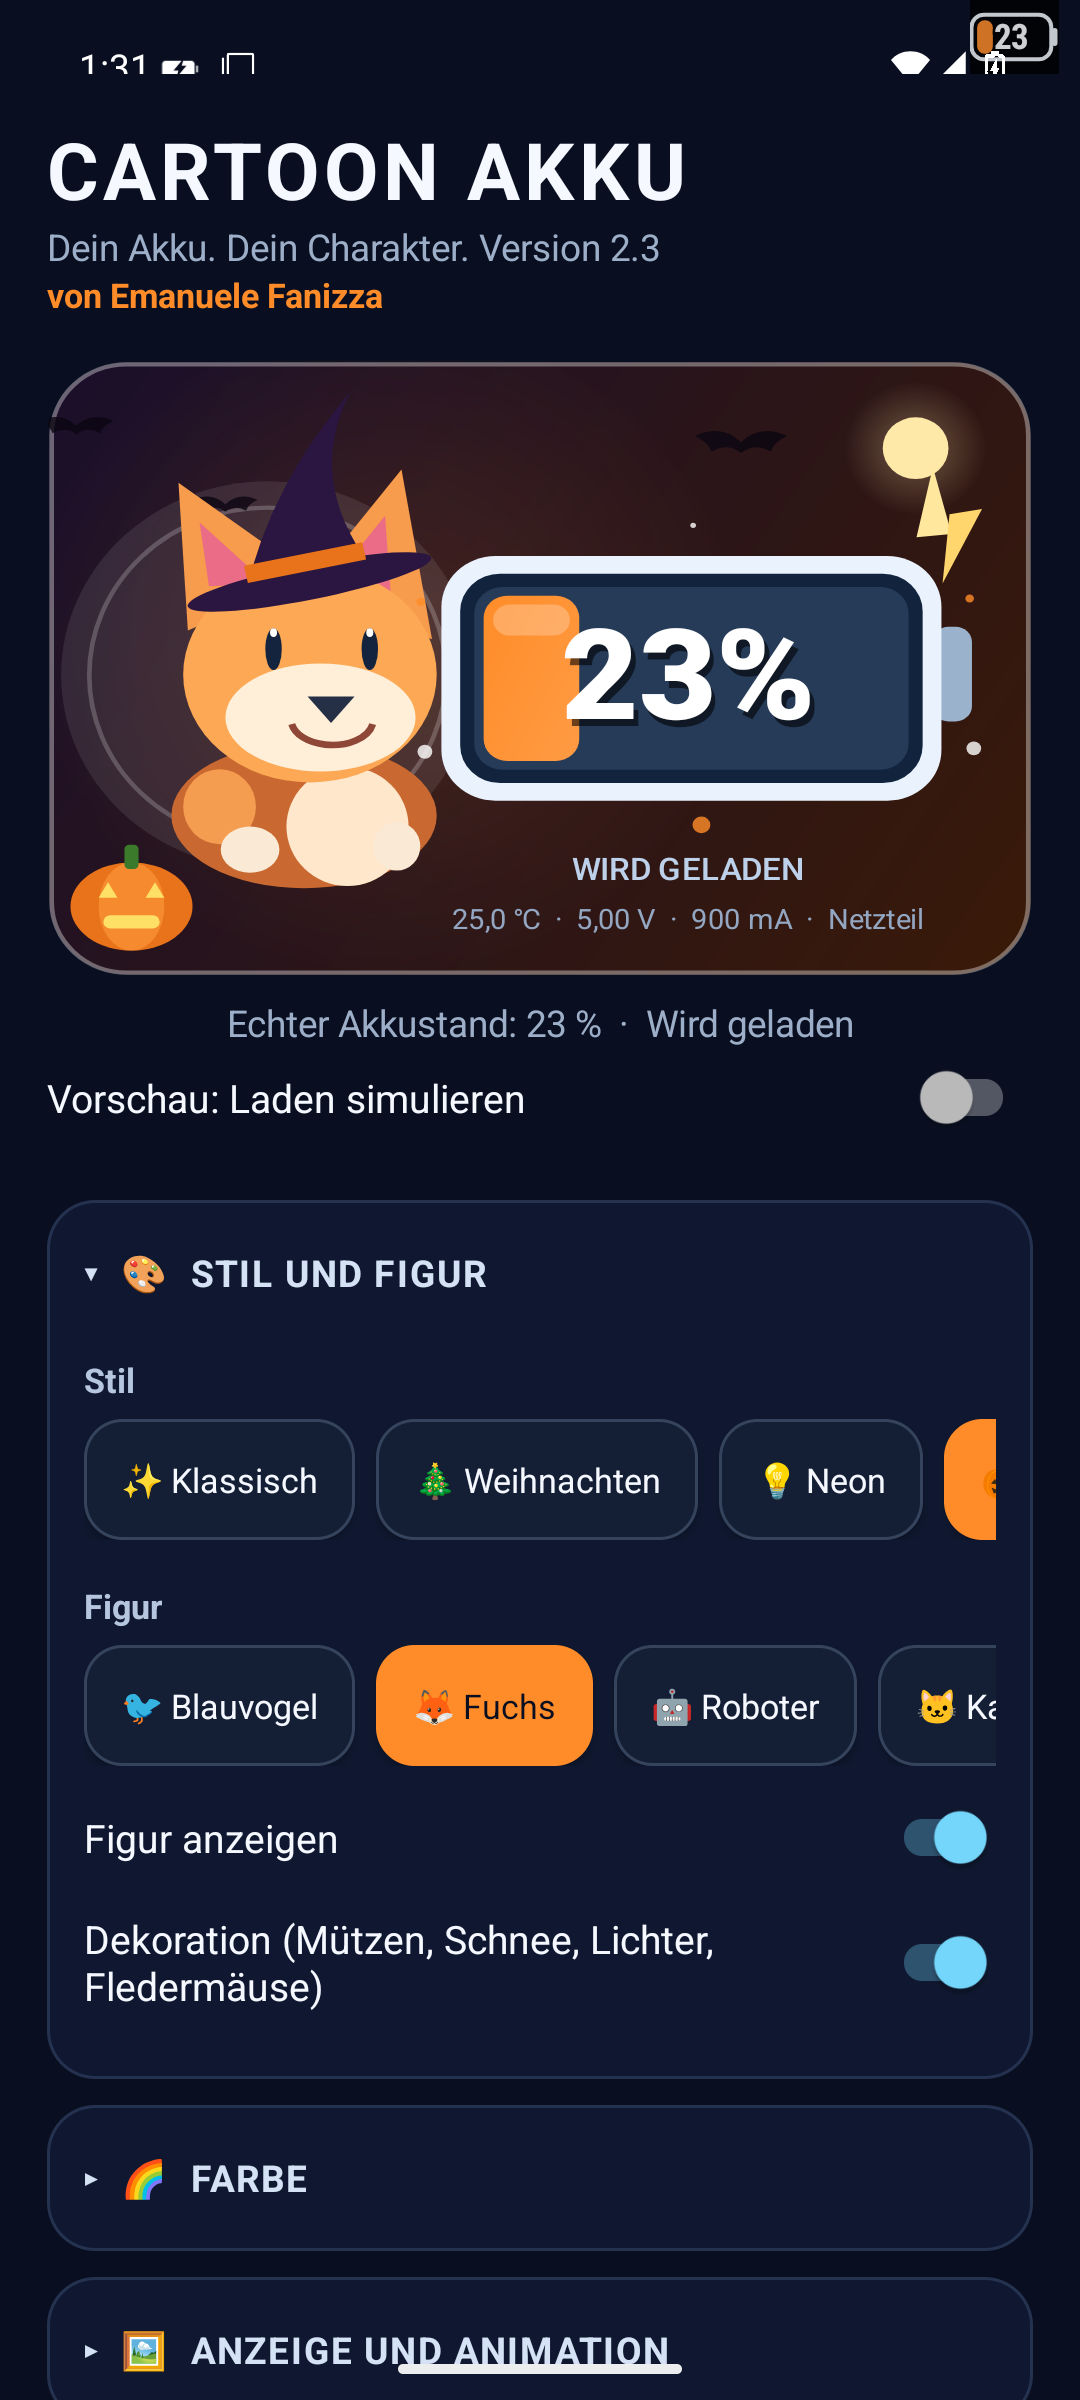 1:31
23
CARTOON AKKU
Dein Akku. Dein Charakter. Version 2.3
von Emanuele Fanizza
23%
WIRD GELADEN
25,0 °C · 5,00 V · 900 mA · Netzteil
Echter Akkustand: 23 % · Wird geladen
Vorschau: Laden simulieren
STIL UND FIGUR
Stil
Klassisch
Weihnachten
Neon
Figur
Blauvogel
Fuchs
Roboter
Figur anzeigen
Dekoration (Mützen, Schnee, Lichter,
Fledermäuse)
FARBE
ANZEIGE UND ANIMATION